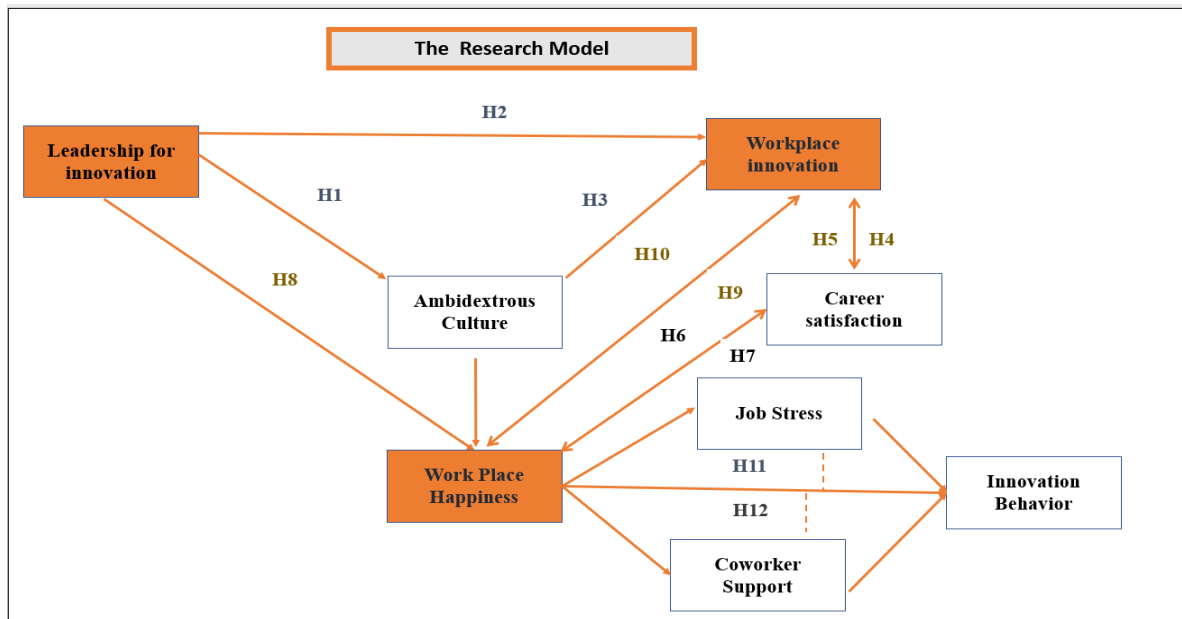 The Research Model
H2
Leadership for
innovation
Workplace
innovation
H1
H3
H5
H4
H10
H8
H9
Ambidextrous
Culture
Career
satisfaction
H6
H7
Job Stress
H11
Work Place
Happiness
Innovation
Behavior
H12
Coworker
Support